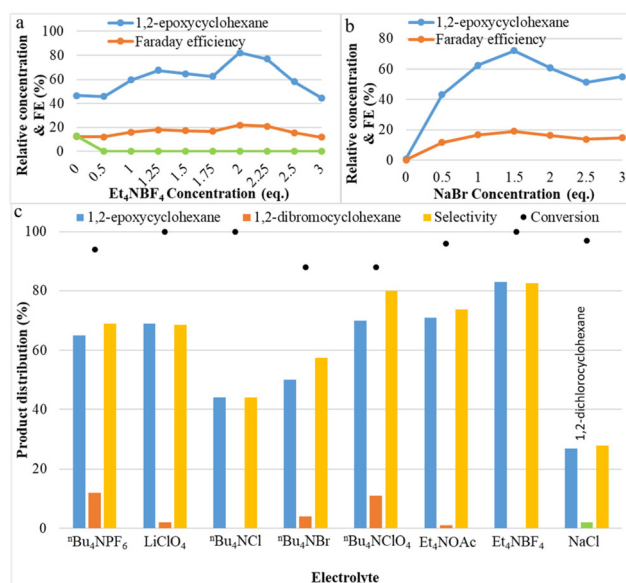 a
1,2-epoxycyclohexane
Faraday efficiency
Relative concentration
& FE (%)
100
80
60
40
20
0
0
0.5
1
1.25
1.5
1.75
2
2.25
2.5
3
Et₄NBF₄ Concentration (eq.)
b
1,2-epoxycyclohexane
Faraday efficiency
Relative concentration
& FE (%)
80
60
40
20
0
0 0.5 1 1.5 2 2.5 3
NaBr Concentration (eq.)
c
1,2-epoxycyclohexane 1,2-dibromocyclohexane Selectivity Conversion
Product distribution (%)
100
80
60
40
20
0
1,2-dichlorocyclohexane
ⁿBu₄NPF₆ LiClO₄ ⁿBu₄NCl ⁿBu₄NBr ⁿBu₄NClO₄ Et₄NOAc Et₄NBF₄ NaCl
Electrolyte